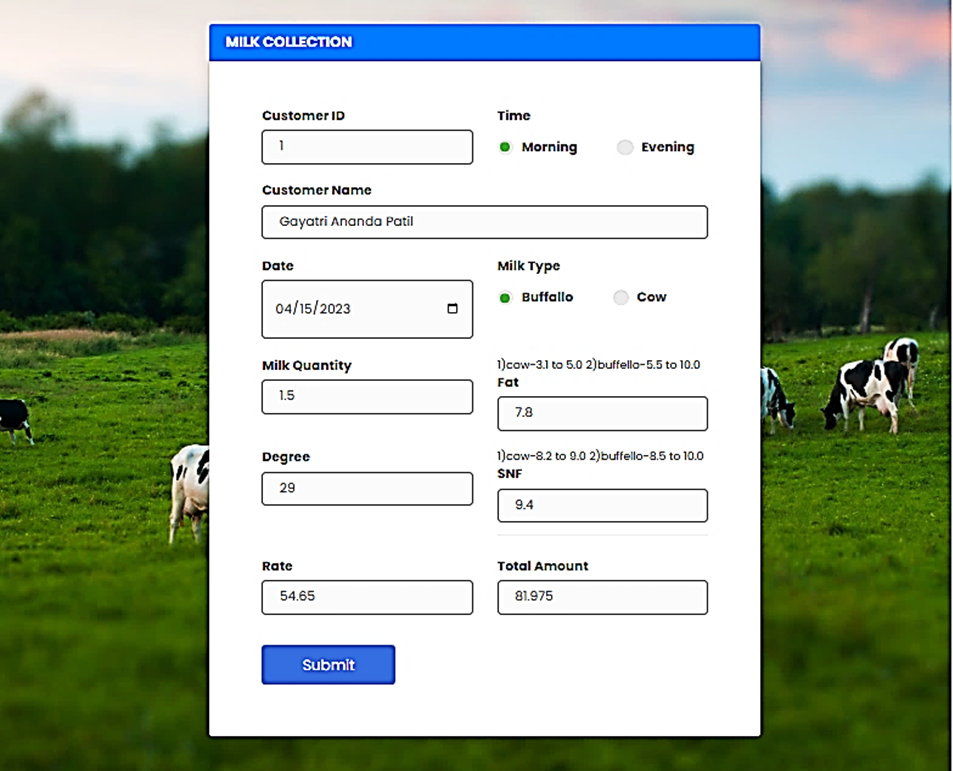 MILK COLLECTION
Customer ID
Time
1
Morning
Evening
Customer Name
Gayatri Ananda Patil
Date
Milk Type
04/15/2023
Buffallo
Cow
Milk Quantity
1)cow-3.1 to 5.0 2)buffello-5.5 to 10.0
Fat
1.5
7.8
Degree
1)cow-8.2 to 9.0 2)buffello-8.5 to 10.0
SNF
29
9.4
Rate
Total Amount
54.65
81.975
Submit